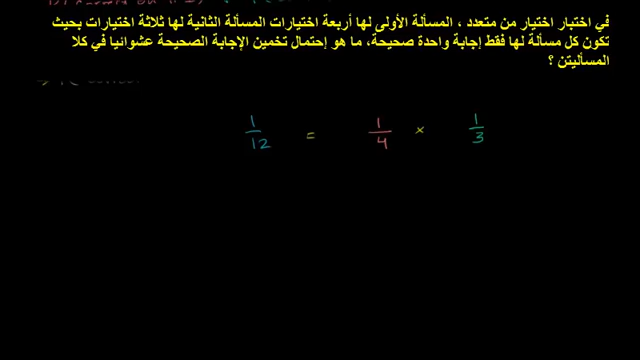 في اختبار اختيار من متعدد ، المسألة الأولى لها أربعة اختيارات المسألة الثانية لها ثلاثة اختيارات بحيث
تكون كل مسألة لها فقط إجابة واحدة صحيحة، ما هو إحتمال تخمين الإجابة الصحيحة عشوائيا في كلا
المسأليتن ؟
1/12 = 1/4 × 1/3